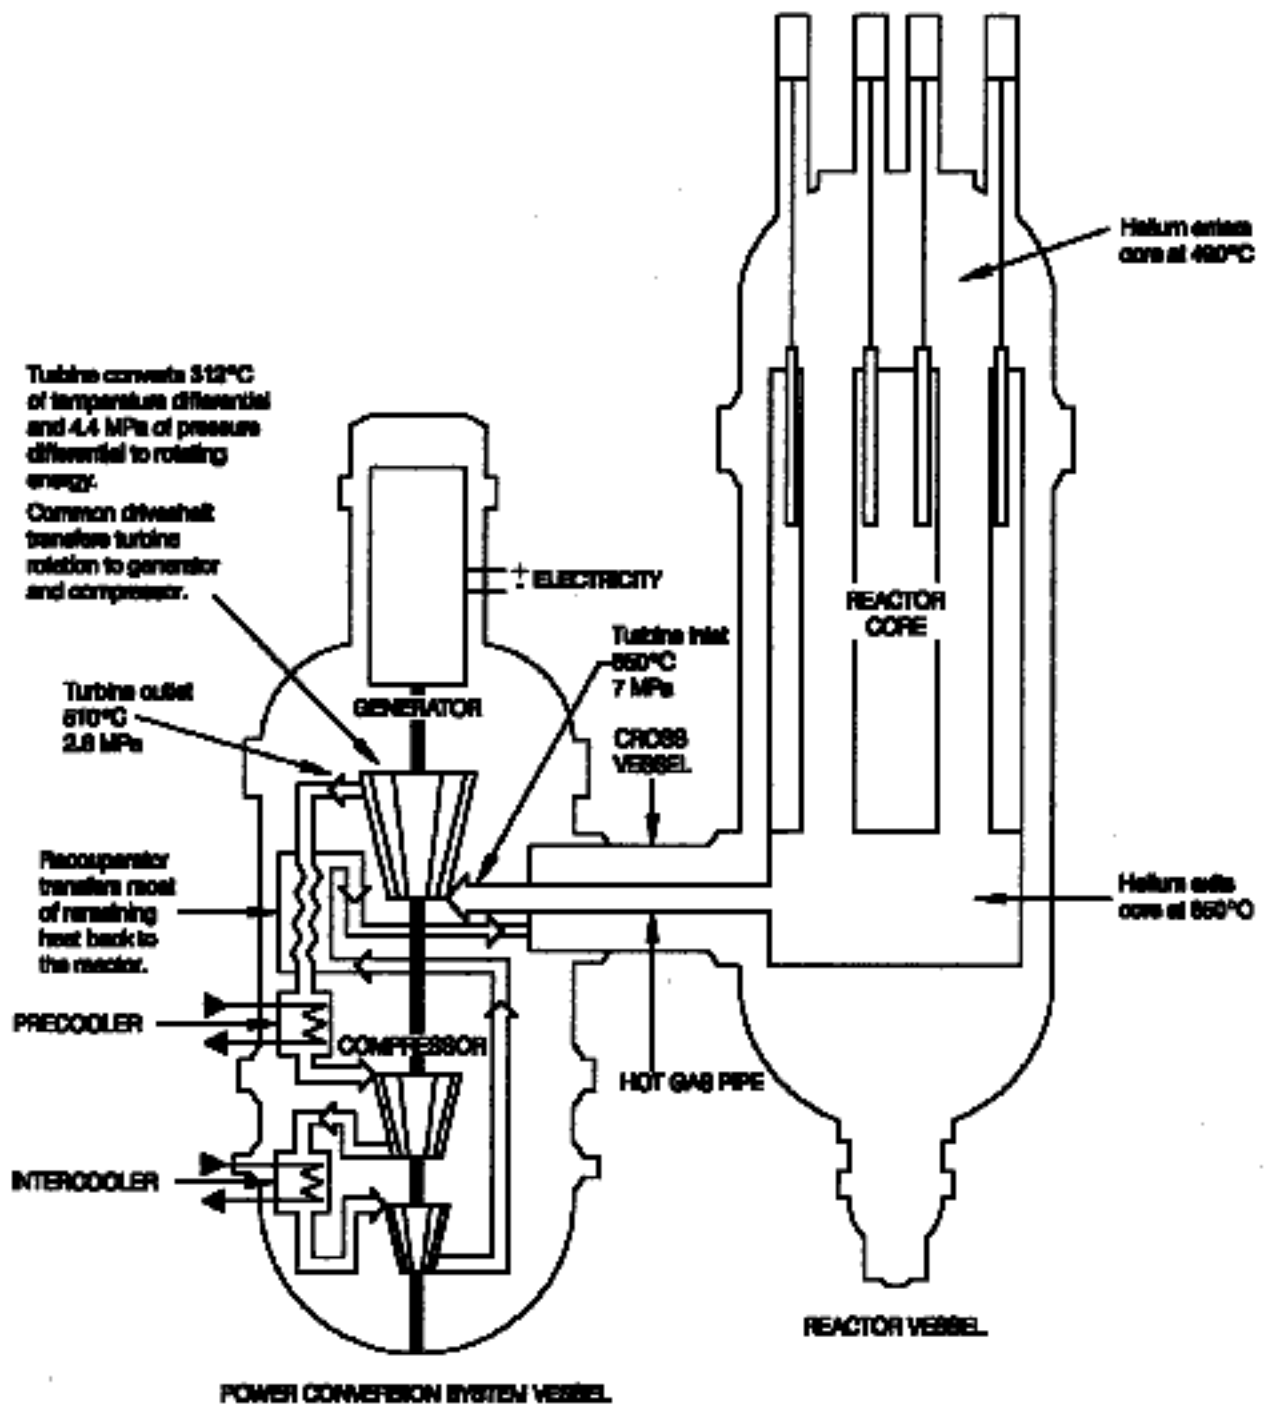 Helium enters
core at 490°C
Turbine converts 312°C
of temperature differential
and 4.4 MPa of pressure
differential to rotating
energy.
Common driveshaft
transfers turbine
rotation to generator
and compressor.
+
- ELECTRICITY
REACTOR
CORE
Turbine inlet
850°C
7 MPa
Turbine outlet
510°C
2.6 MPa
GENERATOR
CROSS
VESSEL
Recouperator
transfers most
of remaining
heat back to
the reactor.
Helium exits
core at 850°C
PRECOOLER
COMPRESSOR
HOT GAS PIPE
INTERCOOLER
REACTOR VESSEL
POWER CONVERSION SYSTEM VESSEL